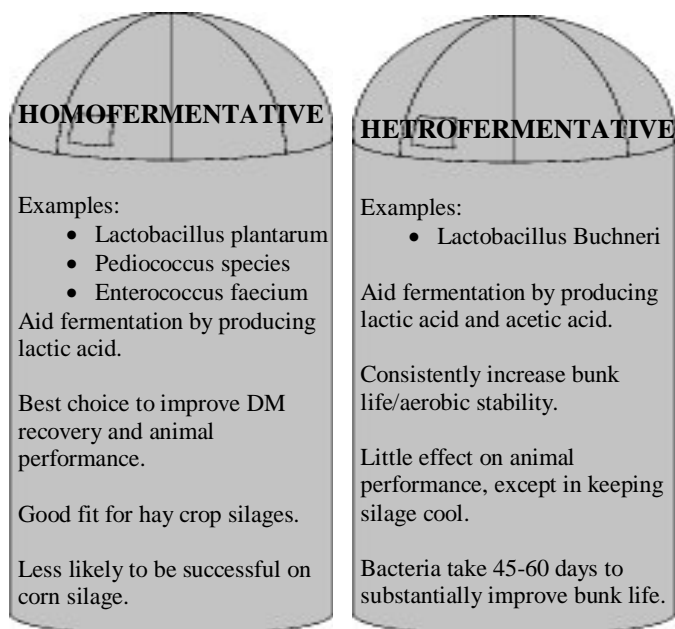 HOMOFERMENTATIVE
Examples:
• Lactobacillus plantarum
• Pediococcus species
• Enterococcus faecium
Aid fermentation by producing
lactic acid.
Best choice to improve DM
recovery and animal
performance.
Good fit for hay crop silages.
Less likely to be successful on
corn silage.
HETROFERMENTATIVE
Examples:
• Lactobacillus Buchneri
Aid fermentation by producing
lactic acid and acetic acid.
Consistently increase bunk
life/aerobic stability.
Little effect on animal
performance, except in keeping
silage cool.
Bacteria take 45-60 days to
substantially improve bunk life.